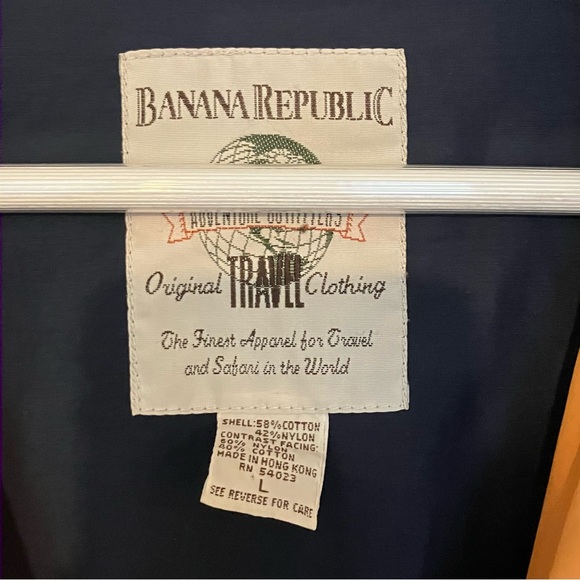 BANANA REPUBLIC
ADVENTURE OUTFITTERS
Original TRAVEL Clothing
The Finest Apparel for Travel
and Safari in the World
SHELL:58%COTTON
42%NYLON
CONTRAST FACING:
60% NYLON
40% COTTON
MADE IN HONG KONG
RN 54023
L
SEE REVERSE FOR CARE